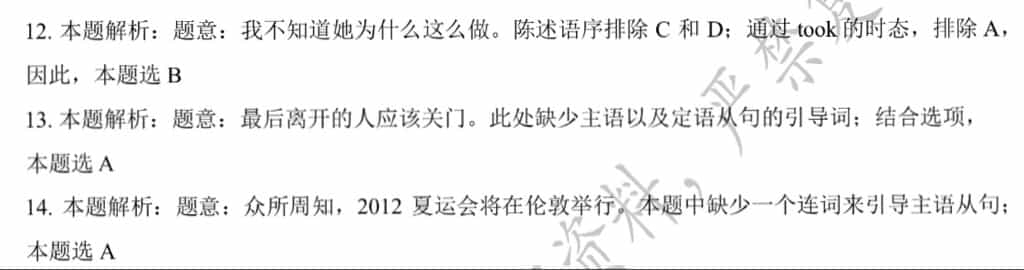 12. 本题解析：题意：我不知道她为什么这么做。陈述语序排除 C 和 D；通过 took 的时态，排除 A，
因此，本题选 B
13. 本题解析：题意：最后离开的人应该关门。此处缺少主语以及定语从句的引导词；结合选项，
本题选 A
14. 本题解析：题意：众所周知，2012 夏运会将在伦敦举行。本题中缺少一个连词来引导主语从句；
本题选 A
资料，严禁复